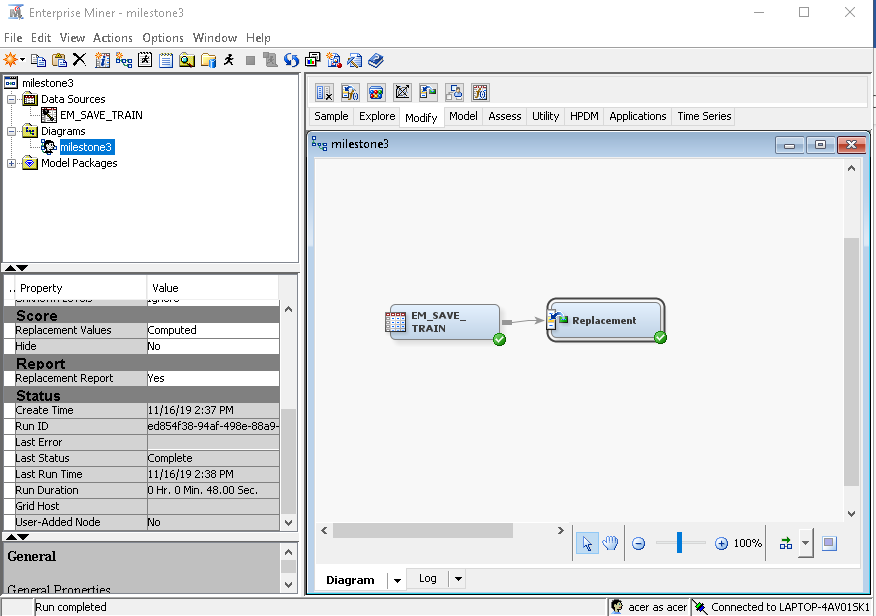 Enterprise Miner - milestone3
File Edit View Actions Options Window Help
milestone3
Data Sources
EM_SAVE_TRAIN
Diagrams
milestone3
Model Packages
.. Property Value
Score
Replacement Values Computed
Hide No
Report
Replacement Report Yes
Status
Create Time 11/16/19 2:37 PM
Run ID ed854f38-94af-498e-88a9-
Last Error
Last Status Complete
Last Run Time 11/16/19 2:38 PM
Run Duration 0 Hr. 0 Min. 48.00 Sec.
Grid Host
User-Added Node No
General
General Properties
Sample Explore Modify Model Assess Utility HPDM Applications Time Series
milestone3
EM_SAVE_
TRAIN
Replacement
100%
Diagram Log
Run completed
acer as acer Connected to LAPTOP-4AV01SK1